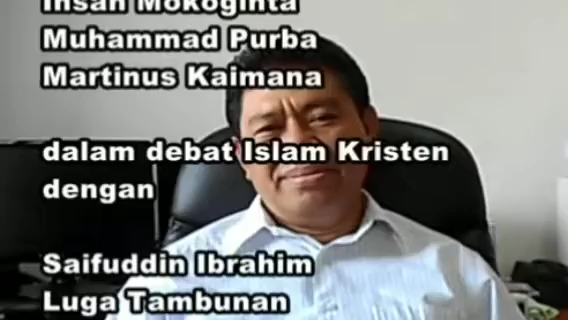 Insan Mokoginta
Muhammad Purba
Martinus Kaimana
dalam debat Islam Kristen
dengan
Saifuddin Ibrahim
Luga Tambunan